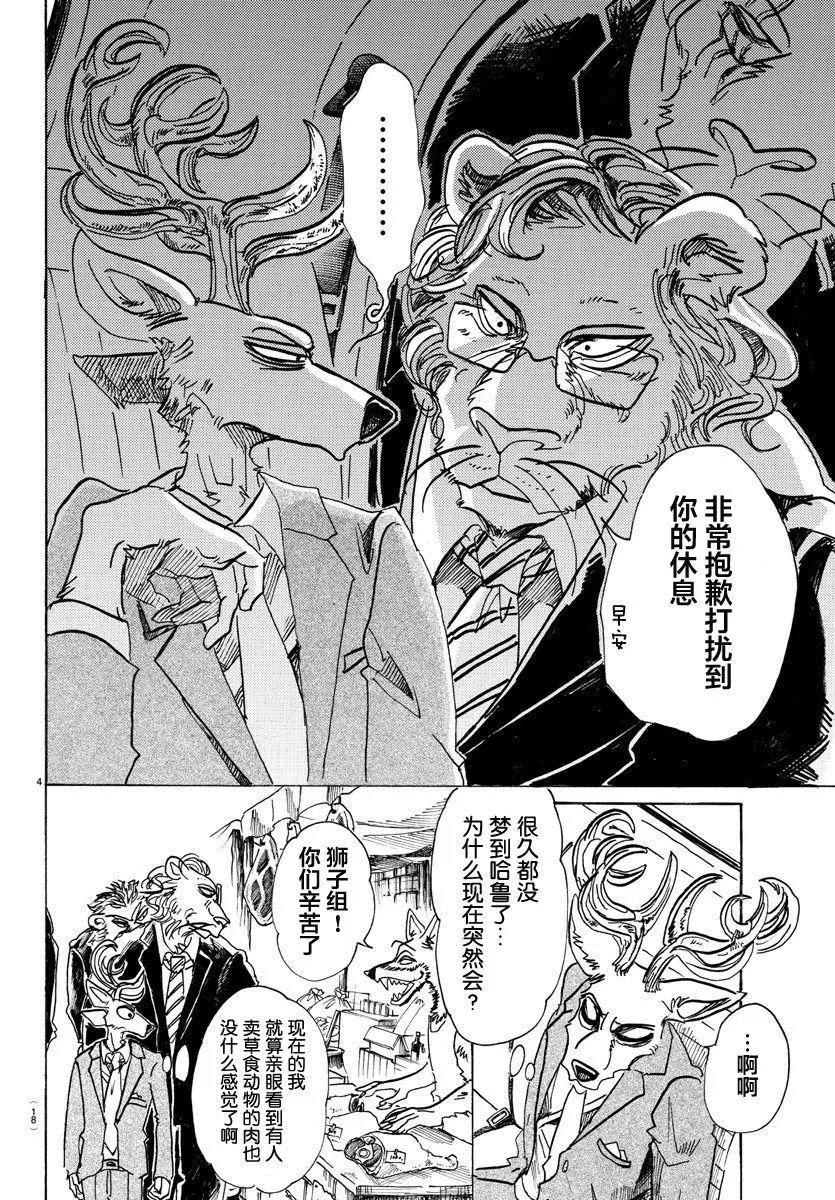 ………
非常抱歉打扰到
你的休息
早安
…啊
啊
很久都没
梦到哈鲁了…
为什么现在突然会？
狮子组！
你们辛苦了
现在的我
就算亲眼看到有人
卖草食动物的肉也
没什么感觉了啊
4
（18）